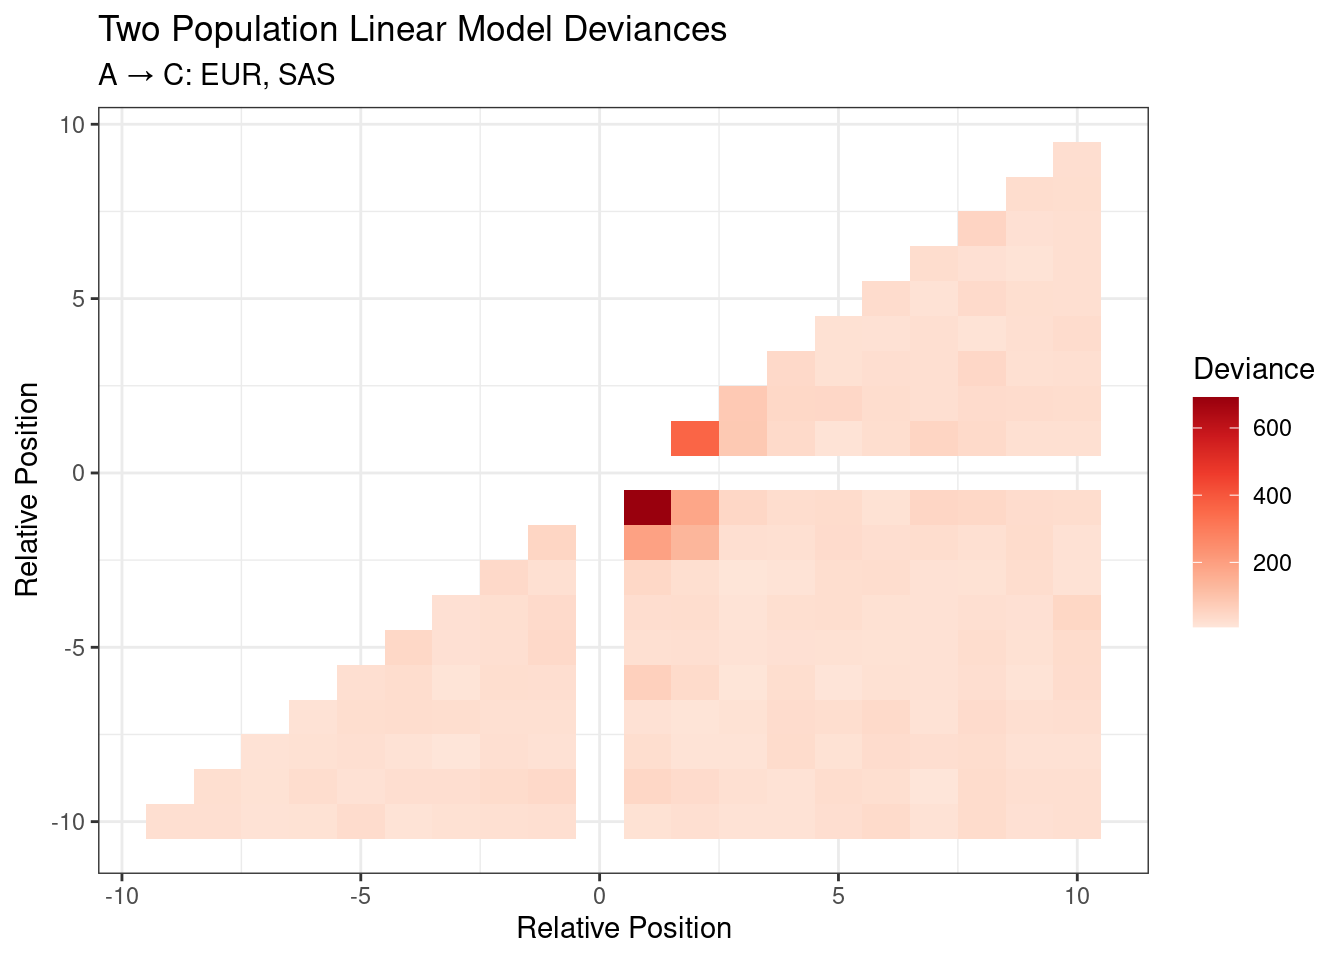 Two Population Linear Model Deviances
A → C: EUR, SAS
10
5
0
-5
-10
Relative Position
-10 -5 0 5 10
Relative Position
Deviance
600
400
200